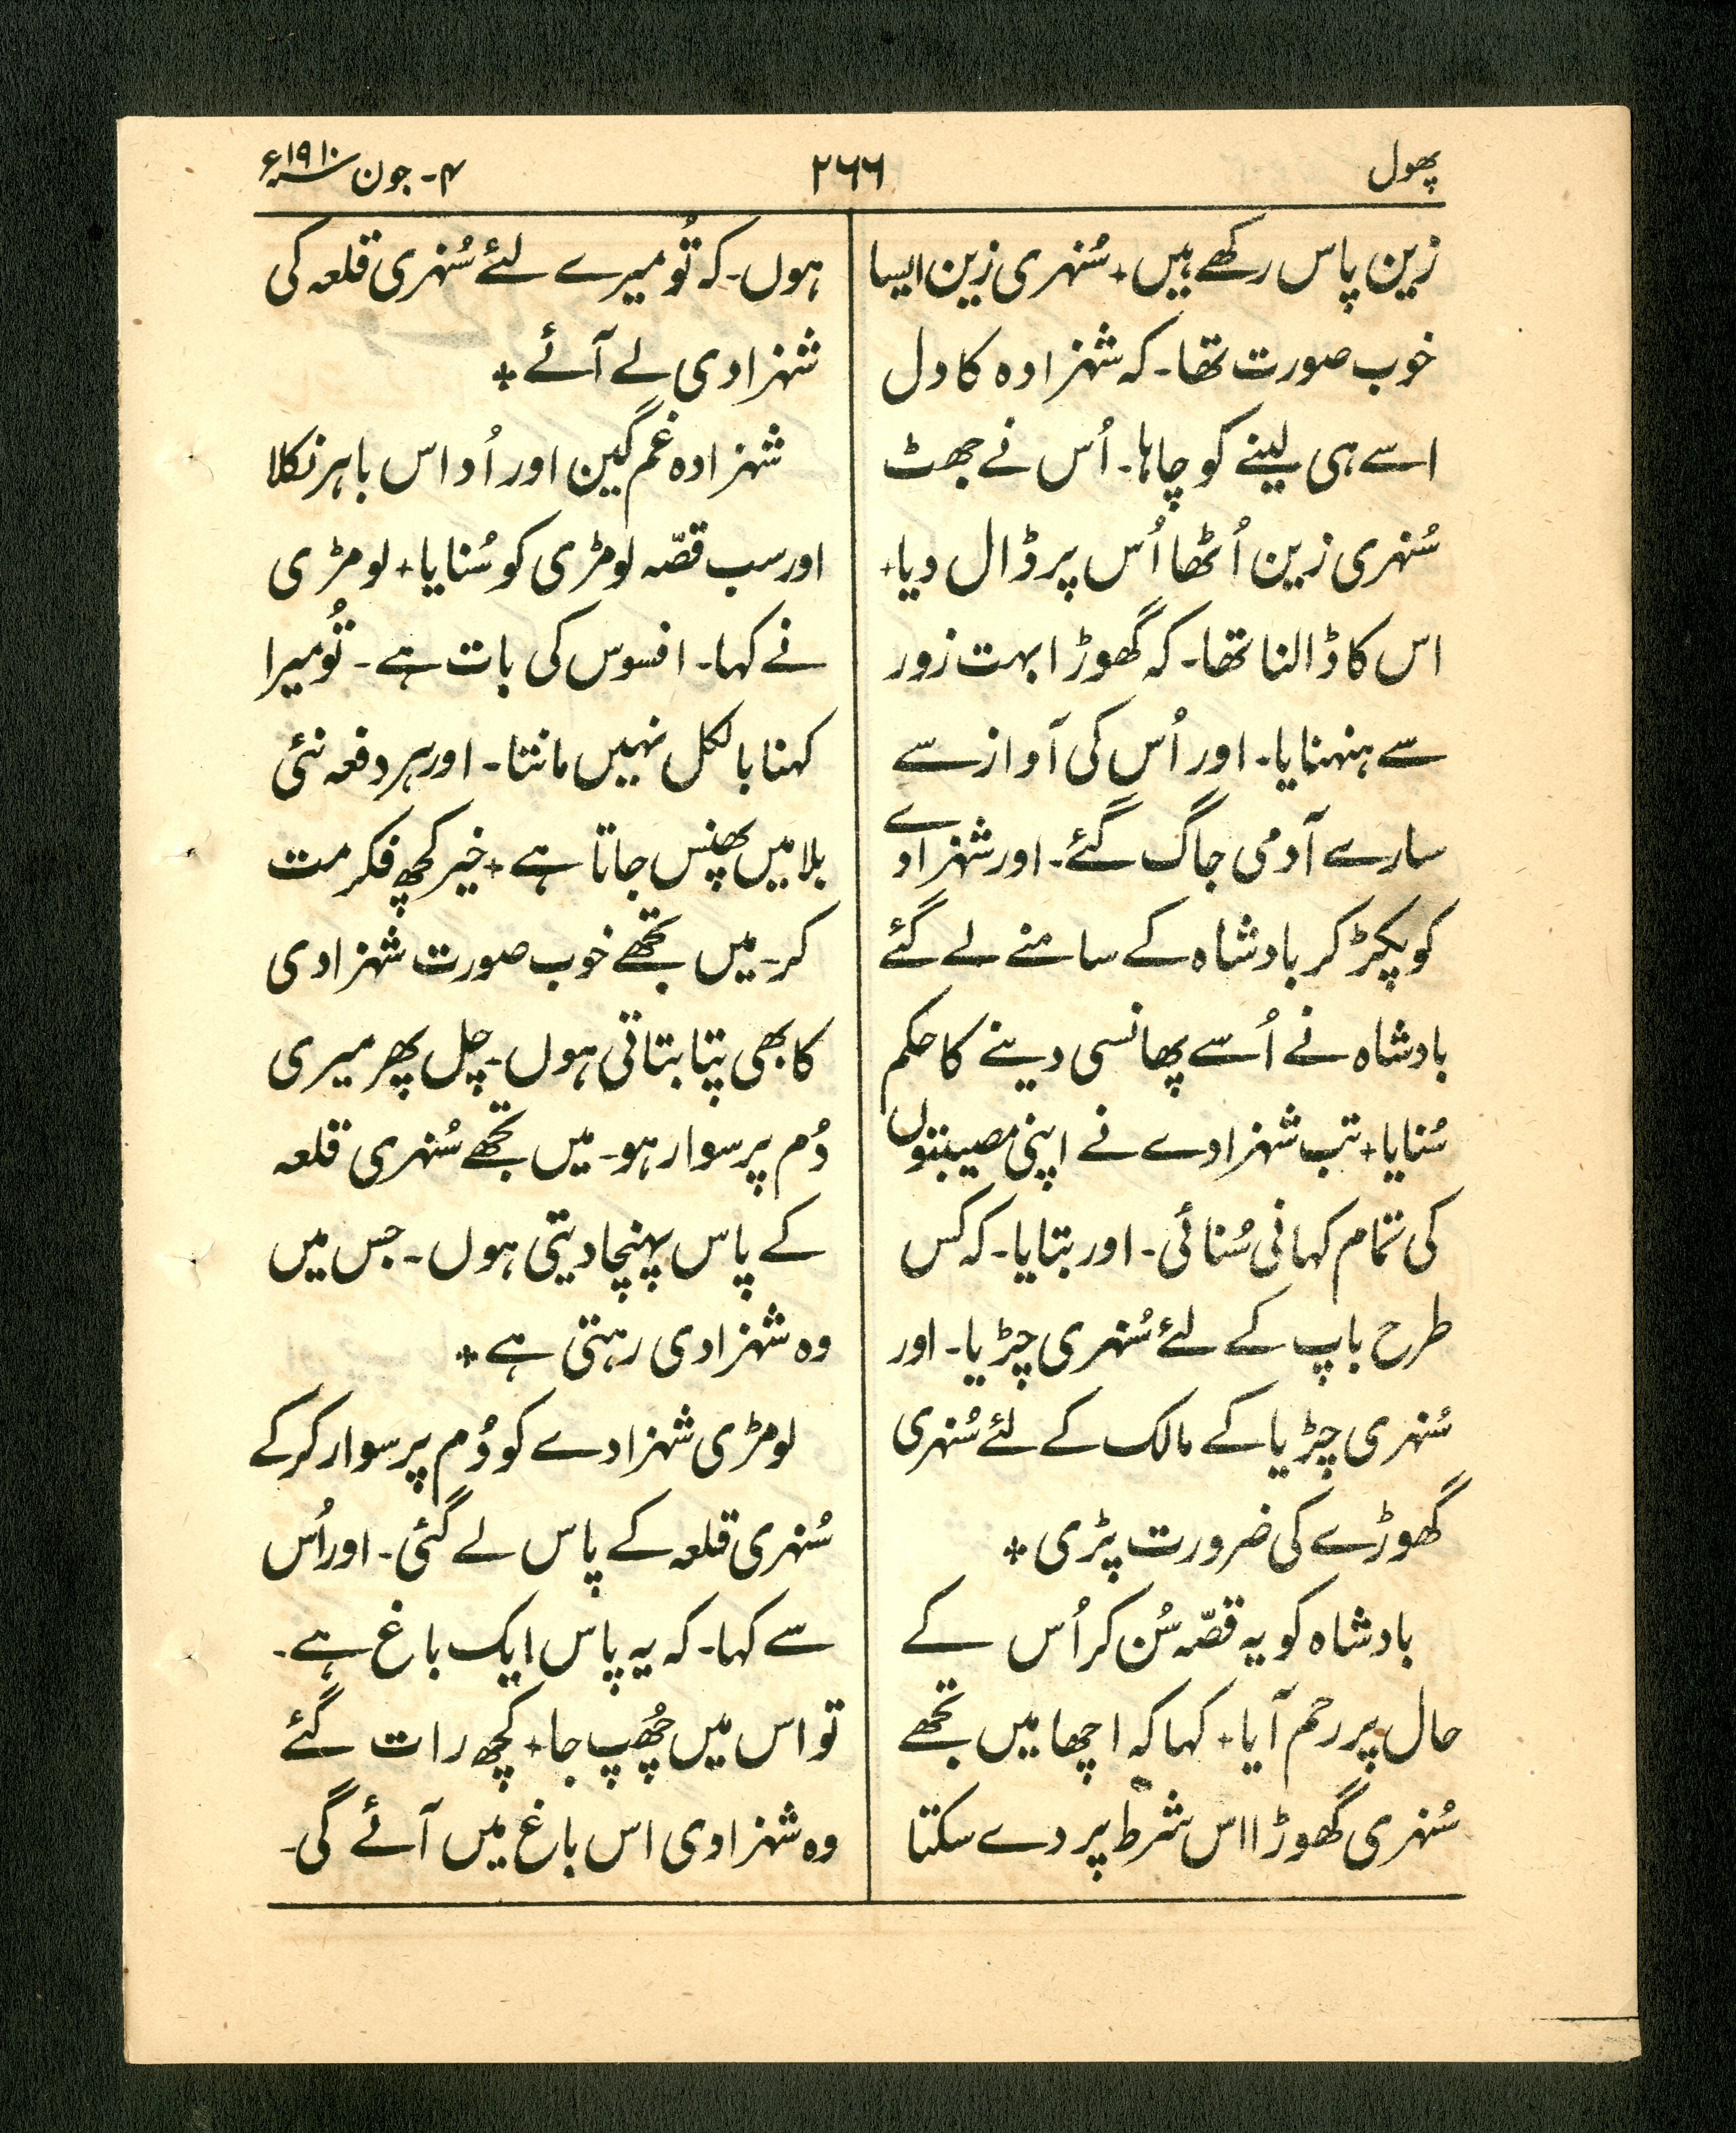 پھول
۲۶۶
۴۔ جون سنہ ۱۹۱۰ء
زین پاس رکھے ہیں + سُنہری زین ایسا
خوب صورت تھا۔ کہ شہزادہ کا دل
اسے ہی لینے کو چاہا۔ اُس نے جھٹ
سُنہری زین اُٹھا اُس پر ڈال دیا +
اس کا ڈالنا تھا۔ کہ گھوڑا بہت زور
سے ہنہنایا۔ اور اُس کی آواز سے
سارے آدمی جاگ گئے۔ اور شہزادے
کو پکڑ کر بادشاہ کے سامنے لے گئے
بادشاہ نے اُسے پھانسی دینے کا حکم
سُنایا + تب شہزادے نے اپنی مصیبتوں
کی تمام کہانی سُنائی۔ اور بتایا۔ کہ کس
طرح باپ کے لئے سُنہری چڑیا۔ اور
سُنہری چڑیا کے مالک کے لئے سُنہری
گھوڑے کی ضرورت پڑی +
بادشاہ کو یہ قصّہ سُن کر اُس کے
حال پر رحم آیا + کہا کہ اچھا میں تجھے
سُنہری گھوڑا اس شرط پر دے سکتا
ہوں۔ کہ تُو میرے لئے سُنہری قلعہ کی
شہزادی لے آئے +
شہزادہ غم گین اور اُداس باہر نکلا
اور سب قصّہ لومڑی کو سُنایا + لومڑی
نے کہا۔ افسوس کی بات ہے۔ تُو میرا
کہنا بالکل نہیں مانتا۔ اور ہر دفعہ نئی
بلا میں پھنس جاتا ہے + خیر کچھ فکر مت
کر۔ میں تجھے خوب صورت شہزادی
کا بھی پتا بتاتی ہوں۔ چل پھر میری
دُم پر سوار ہو۔ میں تجھے سُنہری قلعہ
کے پاس پہنچا دیتی ہوں۔ جس میں
وہ شہزادی رہتی ہے +
لومڑی شہزادے کو دُم پر سوار کر کے
سُنہری قلعہ کے پاس لے گئی۔ اور اُس
سے کہا۔ کہ یہ پاس ایک باغ ہے۔
تو اس میں چھُپ جا + کچھ رات گئے
وہ شہزادی اس باغ میں آئے گی۔